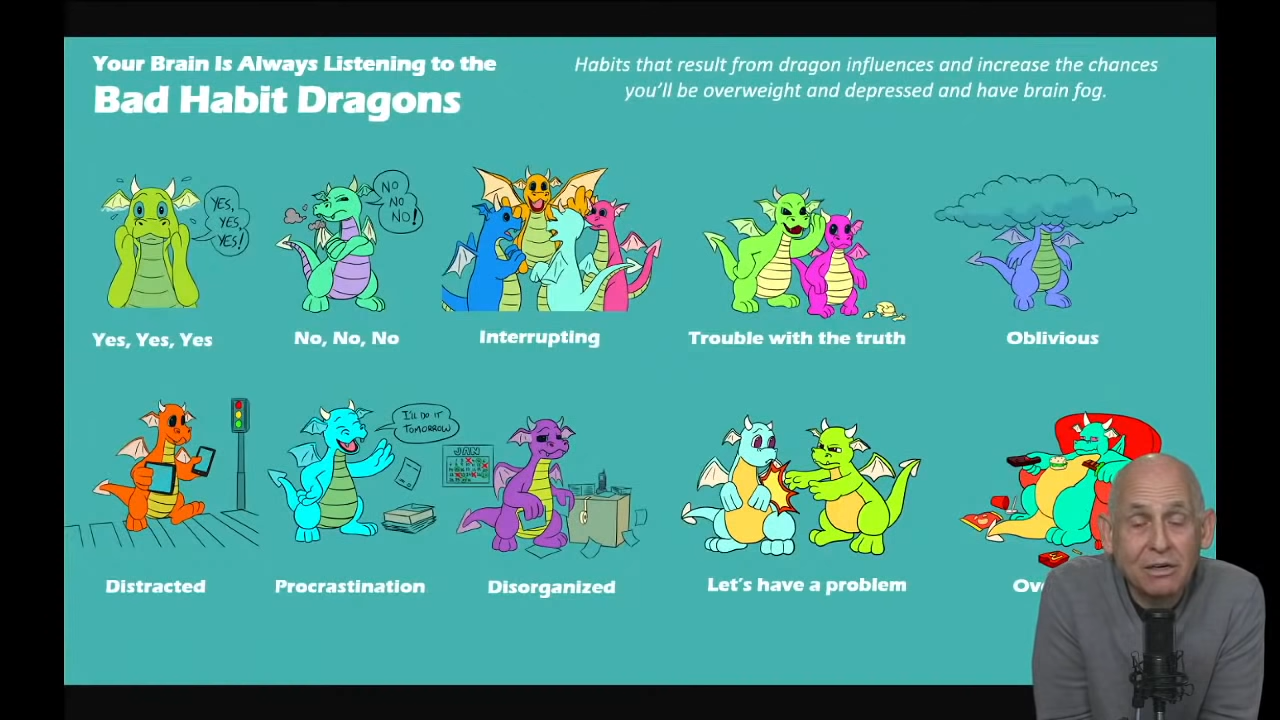 Your Brain Is Always Listening to the
Bad Habit Dragons
Habits that result from dragon influences and increase the chances
you'll be overweight and depressed and have brain fog.
YES,
YES,
YES!
NO
NO
NO!
Yes, Yes, Yes
No, No, No
Interrupting
Trouble with the truth
Oblivious
I'LL DO IT
TOMORROW
JAN
Distracted
Procrastination
Disorganized
Let's have a problem